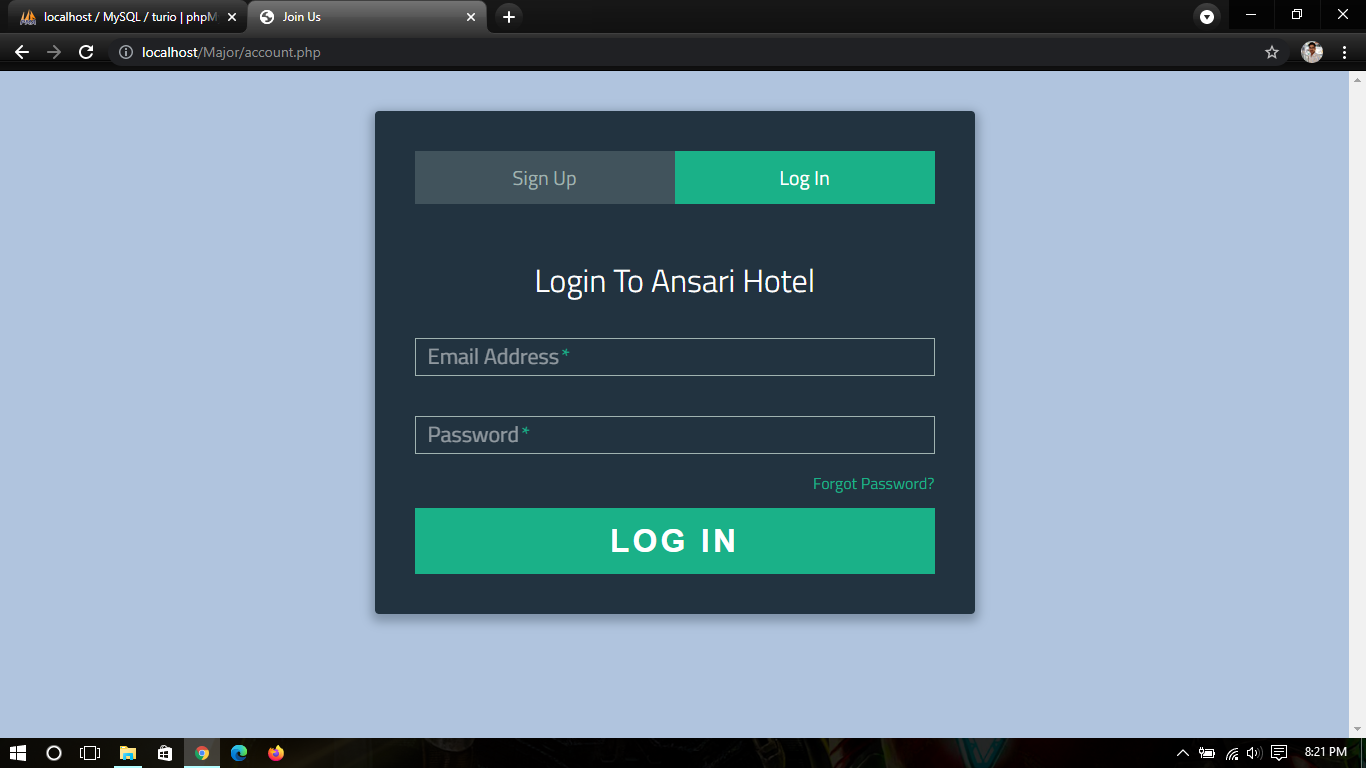 localhost / MySQL / turio | phpM
Join Us
localhost/Major/account.php
Sign Up
Log In
Login To Ansari Hotel
Email Address*
Password*
Forgot Password?
LOG IN
8:21 PM